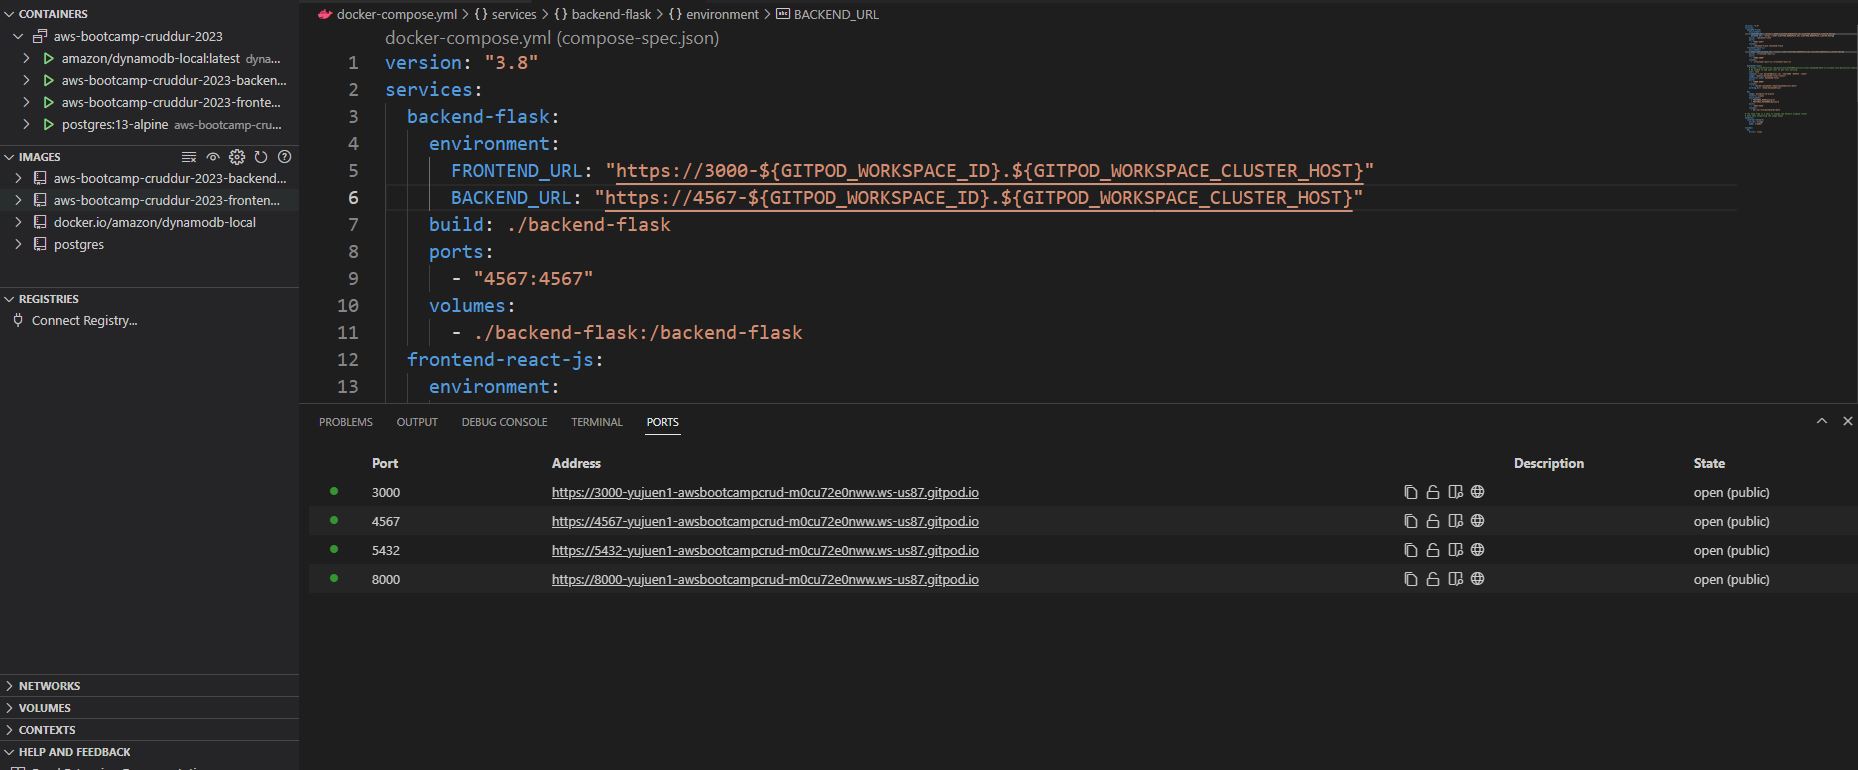 CONTAINERS
aws-bootcamp-cruddur-2023
amazon/dynamodb-local:latest dyna...
aws-bootcamp-cruddur-2023-backen...
aws-bootcamp-cruddur-2023-fronte...
postgres:13-alpine aws-bootcamp-cru...
IMAGES
aws-bootcamp-cruddur-2023-backend...
aws-bootcamp-cruddur-2023-fronten...
docker.io/amazon/dynamodb-local
postgres
REGISTRIES
Connect Registry...
NETWORKS
VOLUMES
CONTEXTS
HELP AND FEEDBACK
docker-compose.yml > {} services > {} backend-flask > {} environment > BACKEND_URL
docker-compose.yml (compose-spec.json)
1 version: "3.8"
2 services:
3 backend-flask:
4 environment:
5 FRONTEND_URL: "https://3000-${GITPOD_WORKSPACE_ID}.${GITPOD_WORKSPACE_CLUSTER_HOST}"
6 BACKEND_URL: "https://4567-${GITPOD_WORKSPACE_ID}.${GITPOD_WORKSPACE_CLUSTER_HOST}"
7 build: ./backend-flask
8 ports:
9 - "4567:4567"
10 volumes:
11 - ./backend-flask:/backend-flask
12 frontend-react-js:
13 environment:
PROBLEMS OUTPUT DEBUG CONSOLE TERMINAL PORTS
Port Address Description State
3000 https://3000-yujuen1-awsbootcampcrud-m0cu72e0nww.ws-us87.gitpod.io open (public)
4567 https://4567-yujuen1-awsbootcampcrud-m0cu72e0nww.ws-us87.gitpod.io open (public)
5432 https://5432-yujuen1-awsbootcampcrud-m0cu72e0nww.ws-us87.gitpod.io open (public)
8000 https://8000-yujuen1-awsbootcampcrud-m0cu72e0nww.ws-us87.gitpod.io open (public)